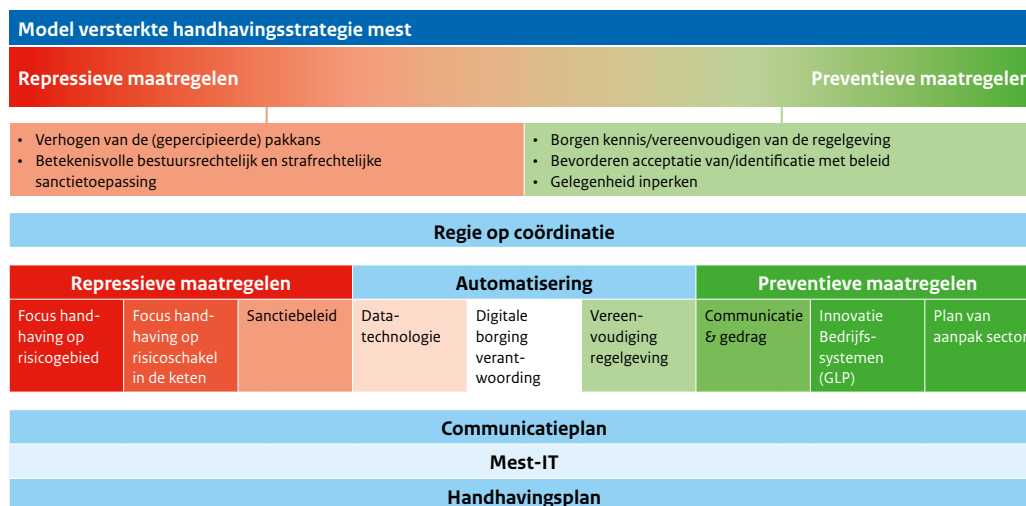 Model versterkte handhavingsstrategie mest
Repressieve maatregelen
Preventieve maatregelen
• Verhogen van de (gepercipieerde) pakkans
• Betekenisvolle bestuursrechtelijk en strafrechtelijke
sanctietoepassing
• Borgen kennis/vereenvoudigen van de regelgeving
• Bevorderen acceptatie van/identificatie met beleid
• Gelegenheid inperken
Regie op coördinatie
Repressieve maatregelen
Automatisering
Preventieve maatregelen
Focus hand-
having op
risicogebied
Focus hand-
having op
risicoschakel
in de keten
Sanctiebeleid
Data-
technologie
Digitale
borging
verant-
woording
Vereen-
voudiging
regelgeving
Communicatie
& gedrag
Innovatie
Bedrijfs-
systemen
(GLP)
Plan van
aanpak sector
Communicatieplan
Mest-IT
Handhavingsplan